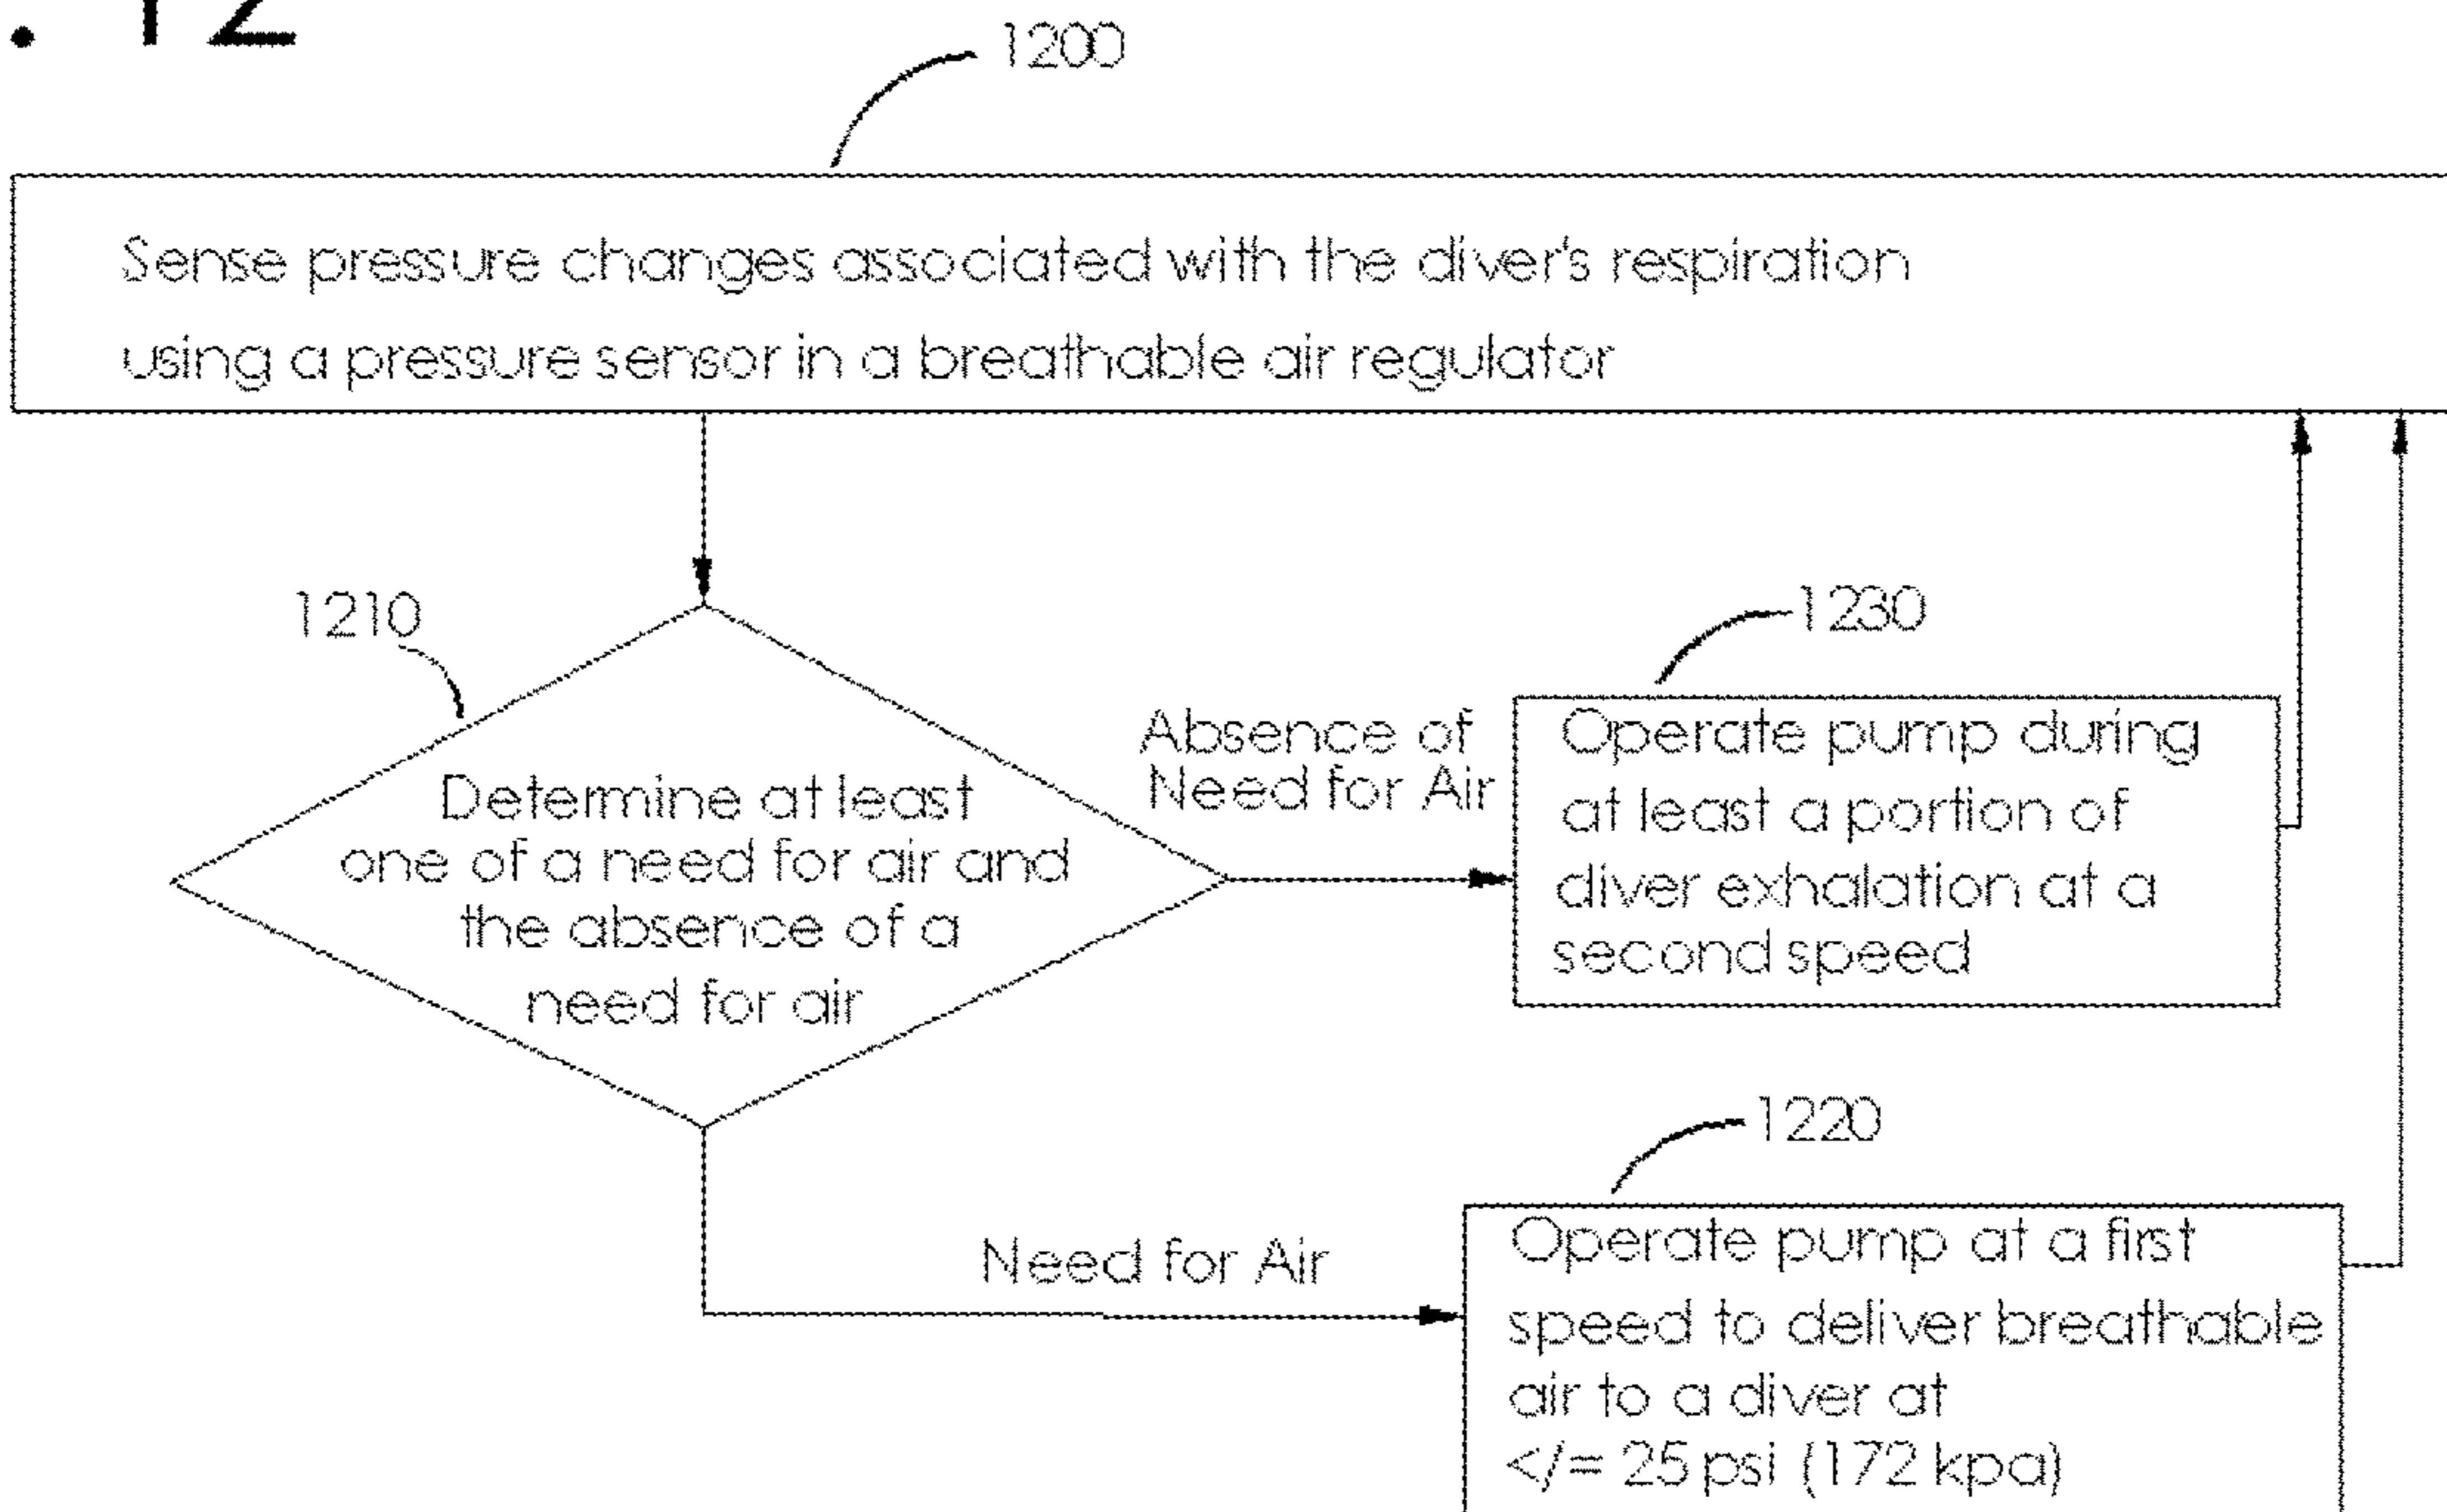 . 12
1200
Sense pressure changes associated with the diver's respiration
using a pressure sensor in a breathable air regulator
1210
Determine at least
one of a need for air and
the absence of a
need for air
Absence of
Need for Air
1230
Operate pump during
at least a portion of
diver exhalation at a
second speed
Need for Air
1220
Operate pump at a first
speed to deliver breathable
air to a diver at
</= 25 psi (172 kpa)